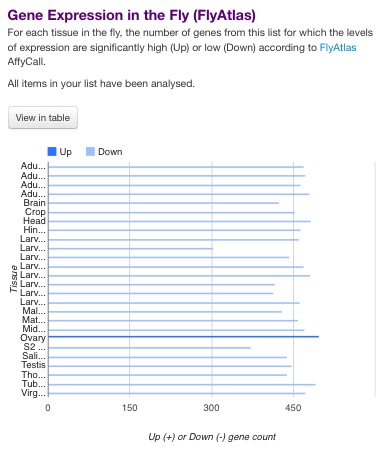 Gene Expression in the Fly (FlyAtlas)
For each tissue in the fly, the number of genes from this list for which the levels
of expression are significantly high (Up) or low (Down) according to FlyAtlas
AffyCall.
All items in your list have been analysed.
View in table
Up Down
Adu...
Adu...
Adu...
Adu...
Brain
Crop
Head
Hin...
Larv...
Larv...
Larv...
Larv...
Larv...
Larv...
Larv...
Larv...
Mal...
Mat...
Mid...
Ovary
S2 ...
Sali...
Testis
Tho...
Tub...
Virg...
Tissue
0 150 300 450
Up (+) or Down (-) gene count